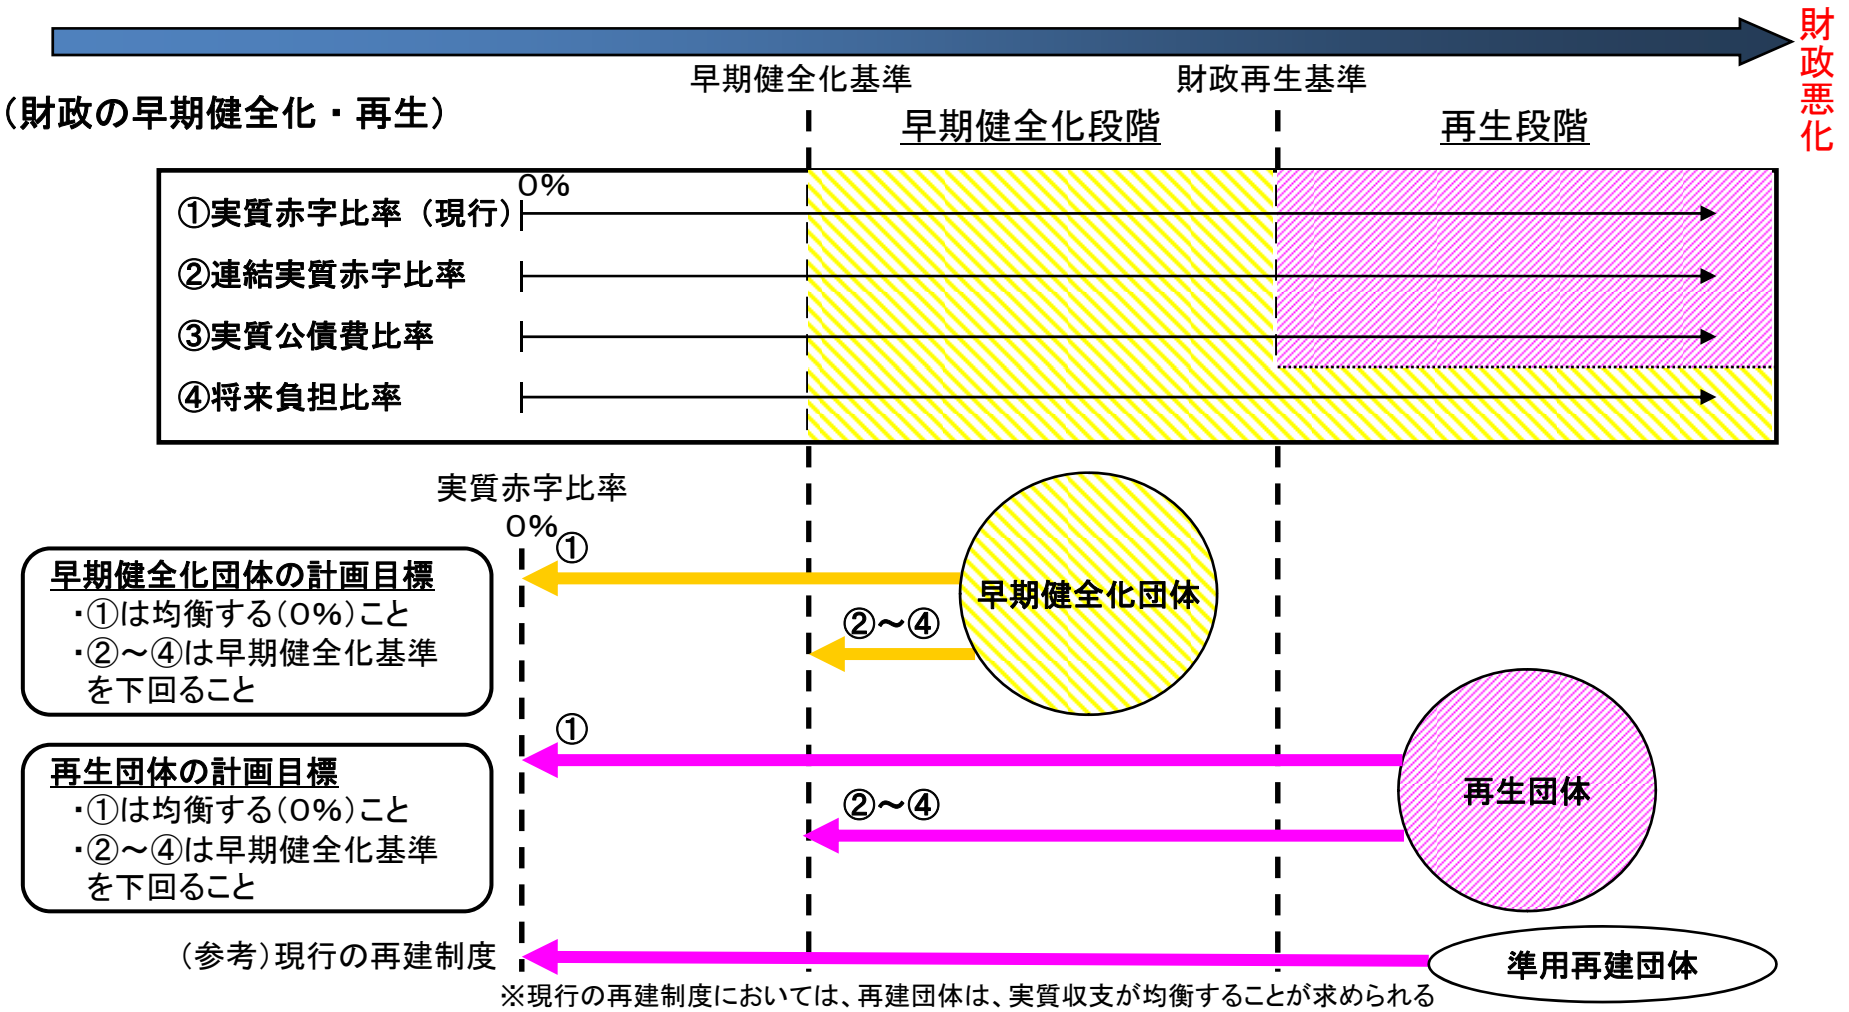 財政悪化
早期健全化基準
財政再生基準
（財政の早期健全化・再生）
早期健全化段階
再生段階
0%
①実質赤字比率（現行）
②連結実質赤字比率
③実質公債費比率
④将来負担比率
実質赤字比率
0%
①
早期健全化団体の計画目標
・①は均衡する（0%）こと
・②～④は早期健全化基準
を下回ること
早期健全化団体
②～④
①
再生団体の計画目標
・①は均衡する（0%）こと
・②～④は早期健全化基準
を下回ること
②～④
再生団体
（参考）現行の再建制度
準用再建団体
※現行の再建制度においては、再建団体は、実質収支が均衡することが求められる